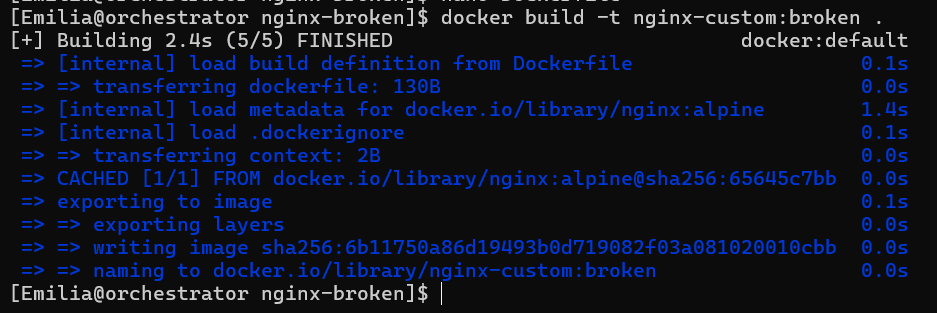 [Emilia@orchestrator nginx-broken]$ docker build -t nginx-custom:broken .
[+] Building 2.4s (5/5) FINISHED docker:default
=> [internal] load build definition from Dockerfile 0.1s
=> => transferring dockerfile: 130B 0.0s
=> [internal] load metadata for docker.io/library/nginx:alpine 1.4s
=> [internal] load .dockerignore 0.1s
=> => transferring context: 2B 0.0s
=> CACHED [1/1] FROM docker.io/library/nginx:alpine@sha256:65645c7bb 0.0s
=> exporting to image 0.1s
=> => exporting layers 0.0s
=> => writing image sha256:6b11750a86d19493b0d719082f03a081020010cbb 0.0s
=> => naming to docker.io/library/nginx-custom:broken 0.0s
[Emilia@orchestrator nginx-broken]$